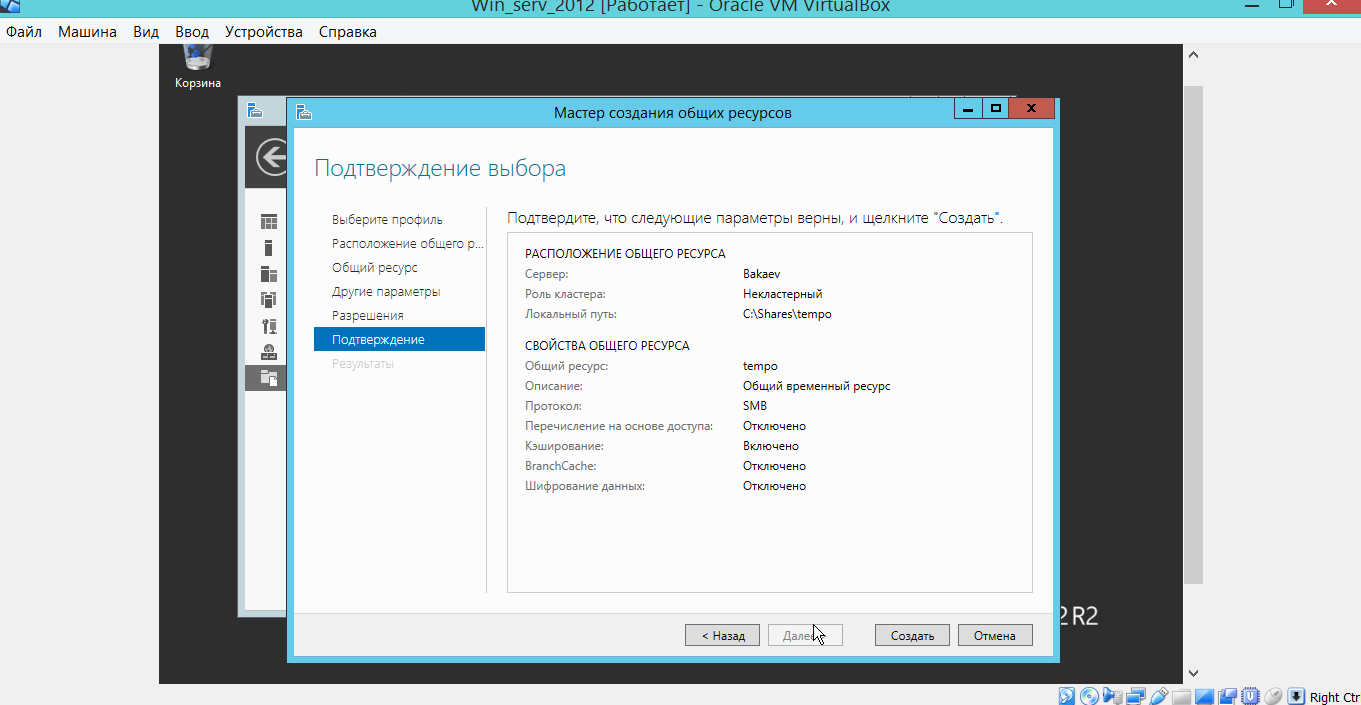 Win_serv_2012 [Работает] - Oracle VM VirtualBox
Файл Машина Вид Ввод Устройства Справка
Корзина
Мастер создания общих ресурсов
Подтверждение выбора
Выберите профиль
Расположение общего р...
Общий ресурс
Другие параметры
Разрешения
Подтверждение
Результаты
Подтвердите, что следующие параметры верны, и щелкните "Создать".
РАСПОЛОЖЕНИЕ ОБЩЕГО РЕСУРСА
Сервер: Bakaev
Роль кластера: Некластерный
Локальный путь: C:\Shares\tempo
СВОЙСТВА ОБЩЕГО РЕСУРСА
Общий ресурс: tempo
Описание: Общий временный ресурс
Протокол: SMB
Перечисление на основе доступа: Отключено
Кэширование: Включено
BranchCache: Отключено
Шифрование данных: Отключено
2 R2
< Назад Далее Создать Отмена
Right Ctr